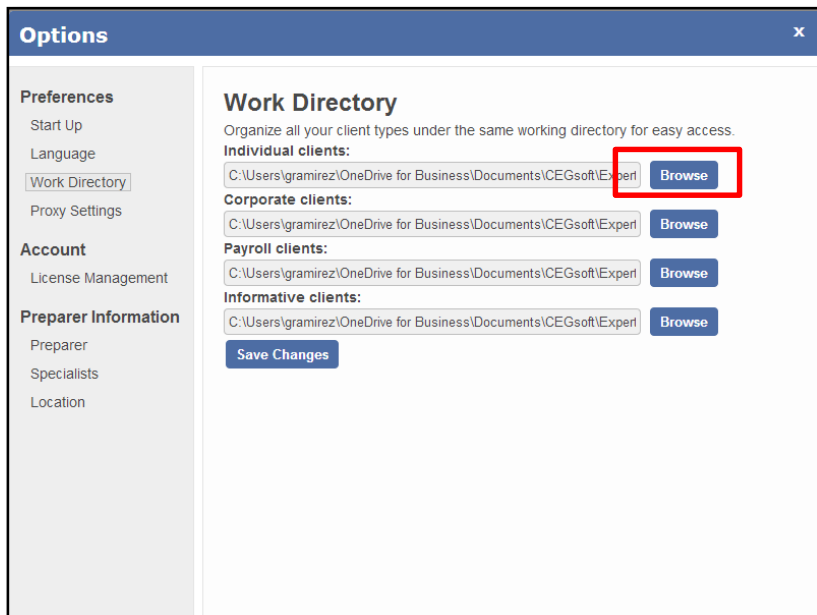 Options
x
Preferences
Start Up
Language
Work Directory
Proxy Settings
Account
License Management
Preparer Information
Preparer
Specialists
Location
Work Directory
Organize all your client types under the same working directory for easy access.
Individual clients:
C:\Users\gramirez\OneDrive for Business\Documents\CEGsoft\Expert Browse
Corporate clients:
C:\Users\gramirez\OneDrive for Business\Documents\CEGsoft\Expert Browse
Payroll clients:
C:\Users\gramirez\OneDrive for Business\Documents\CEGsoft\Expert Browse
Informative clients:
C:\Users\gramirez\OneDrive for Business\Documents\CEGsoft\Expert Browse
Save Changes